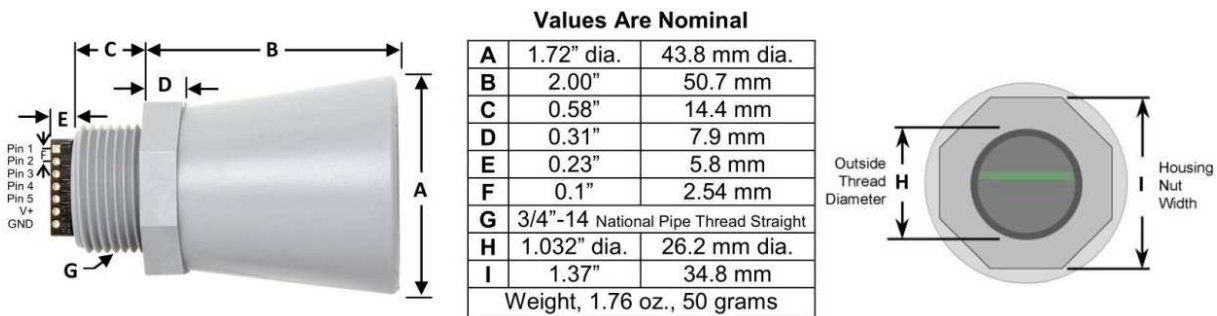 C
B
D
E
F
Pin 1
Pin 2
Pin 3
Pin 4
Pin 5
V+
GND
A
G
Values Are Nominal
A 1.72” dia. 43.8 mm dia.
B 2.00” 50.7 mm
C 0.58” 14.4 mm
D 0.31” 7.9 mm
E 0.23” 5.8 mm
F 0.1” 2.54 mm
G 3/4”-14 National Pipe Thread Straight
H 1.032” dia. 26.2 mm dia.
I 1.37” 34.8 mm
Weight, 1.76 oz., 50 grams
Outside
Thread
Diameter
H
I
Housing
Nut
Width